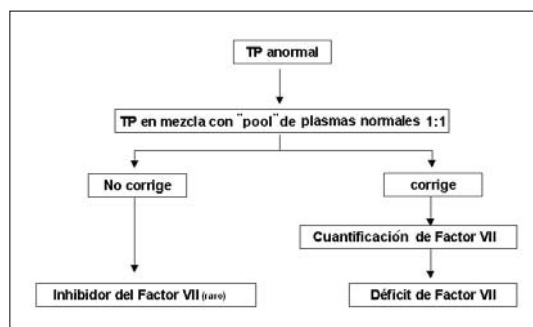 TP anormal
TP en mezcla con ¨pool¨de plasmas normales 1:1
No corrige
corrige
Cuantificación de Factor VII
Inhibidor del Factor VII (raro)
Déficit de Factor VII